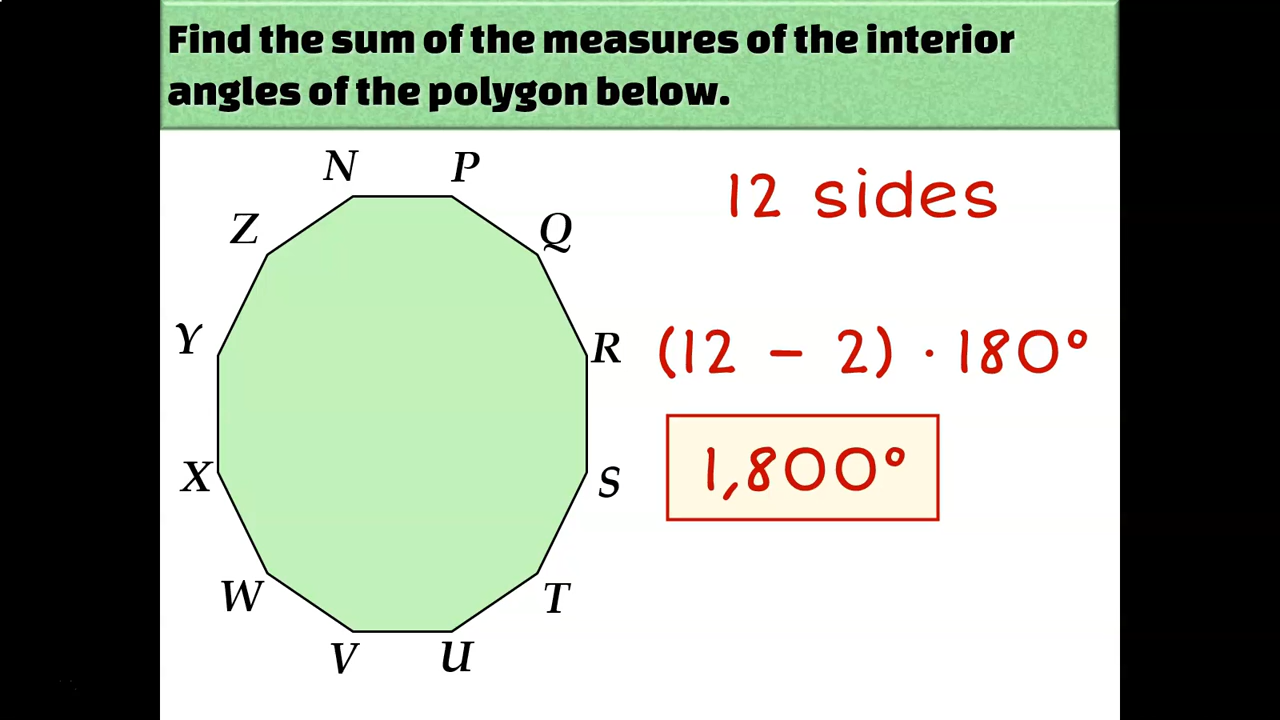 Find the sum of the measures of the interior
angles of the polygon below.
N P
12 sides
Z Q
Y R
(12 – 2) · 180°
X S
1,800°
W T
V U